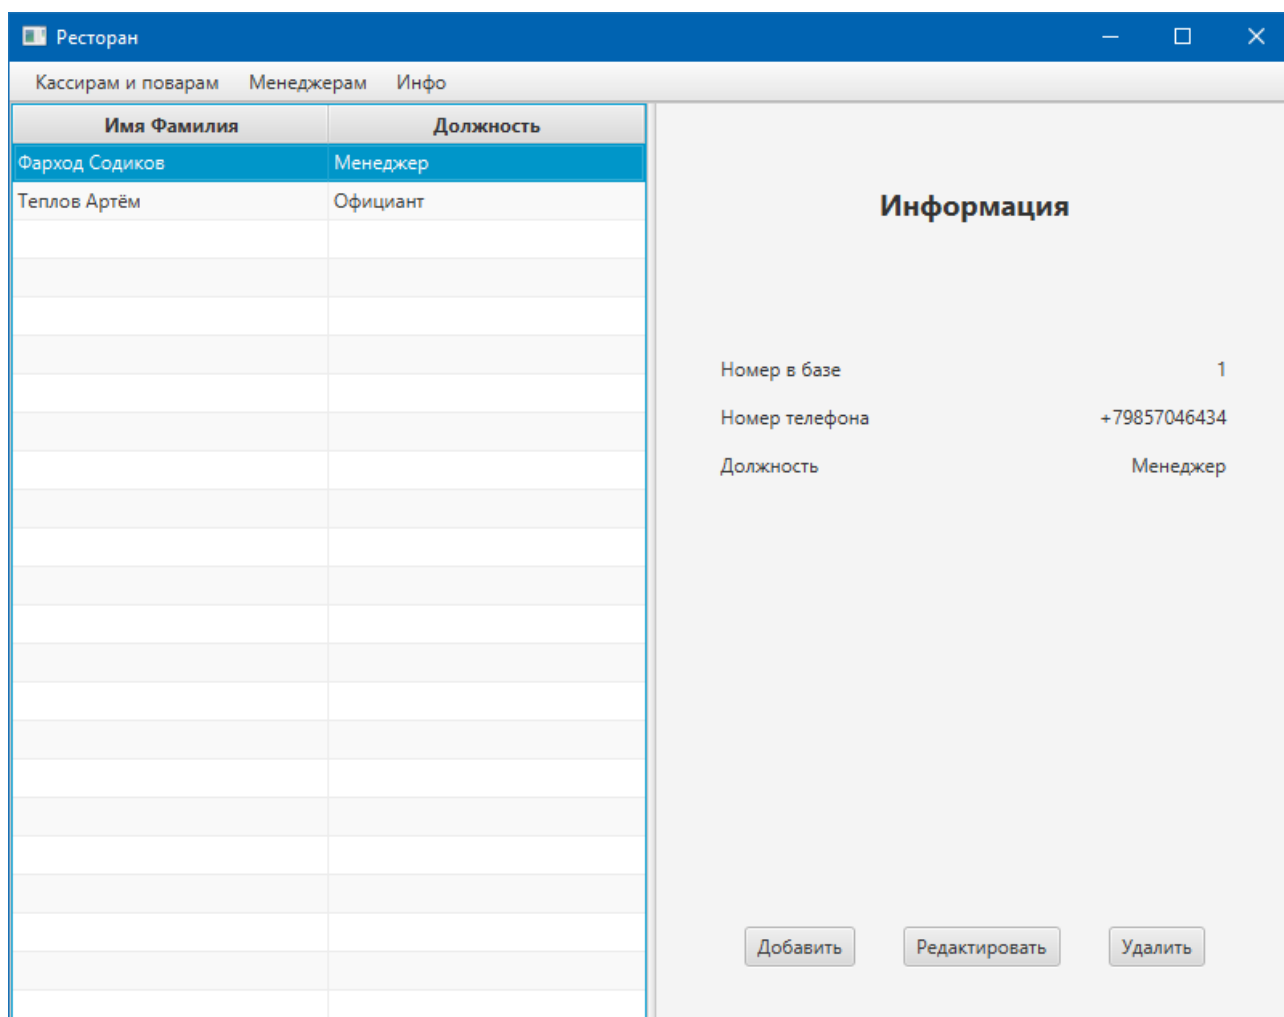 Ресторан
Кассирам и поварам Менеджерам Инфо
Имя Фамилия Должность
Фарход Содиков Менеджер
Теплов Артём Официант
Информация
Номер в базе 1
Номер телефона +79857046434
Должность Менеджер
Добавить Редактировать Удалить